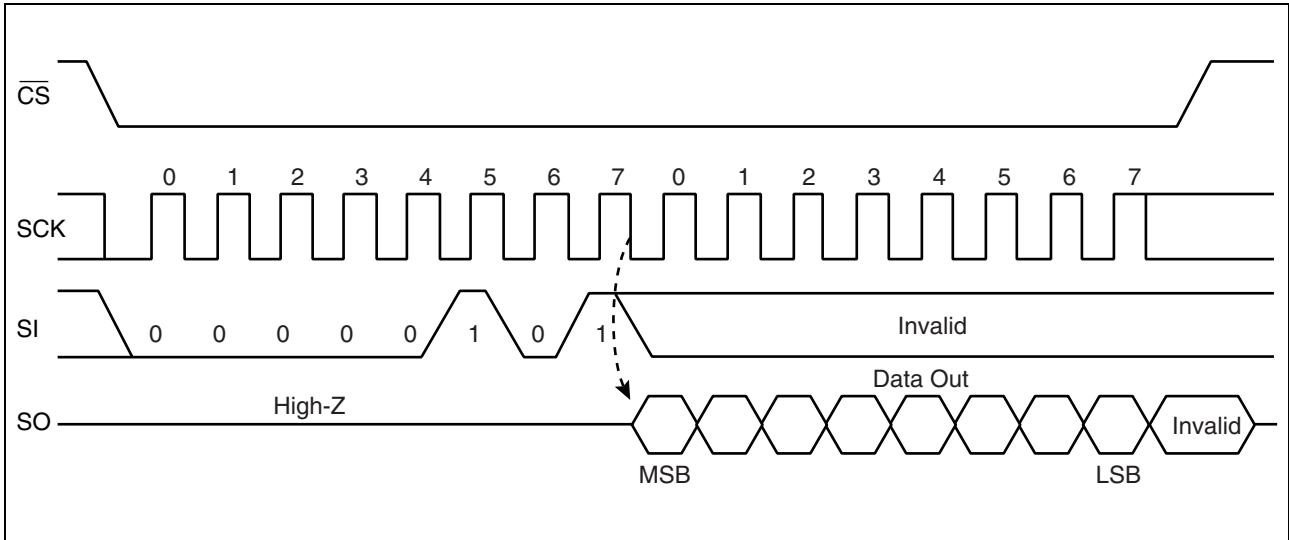 CS
0 1 2 3 4 5 6 7 0 1 2 3 4 5 6 7
SCK
SI 0 0 0 0 0 1 0 1 Invalid
Data Out
High-Z
SO Invalid
MSB LSB